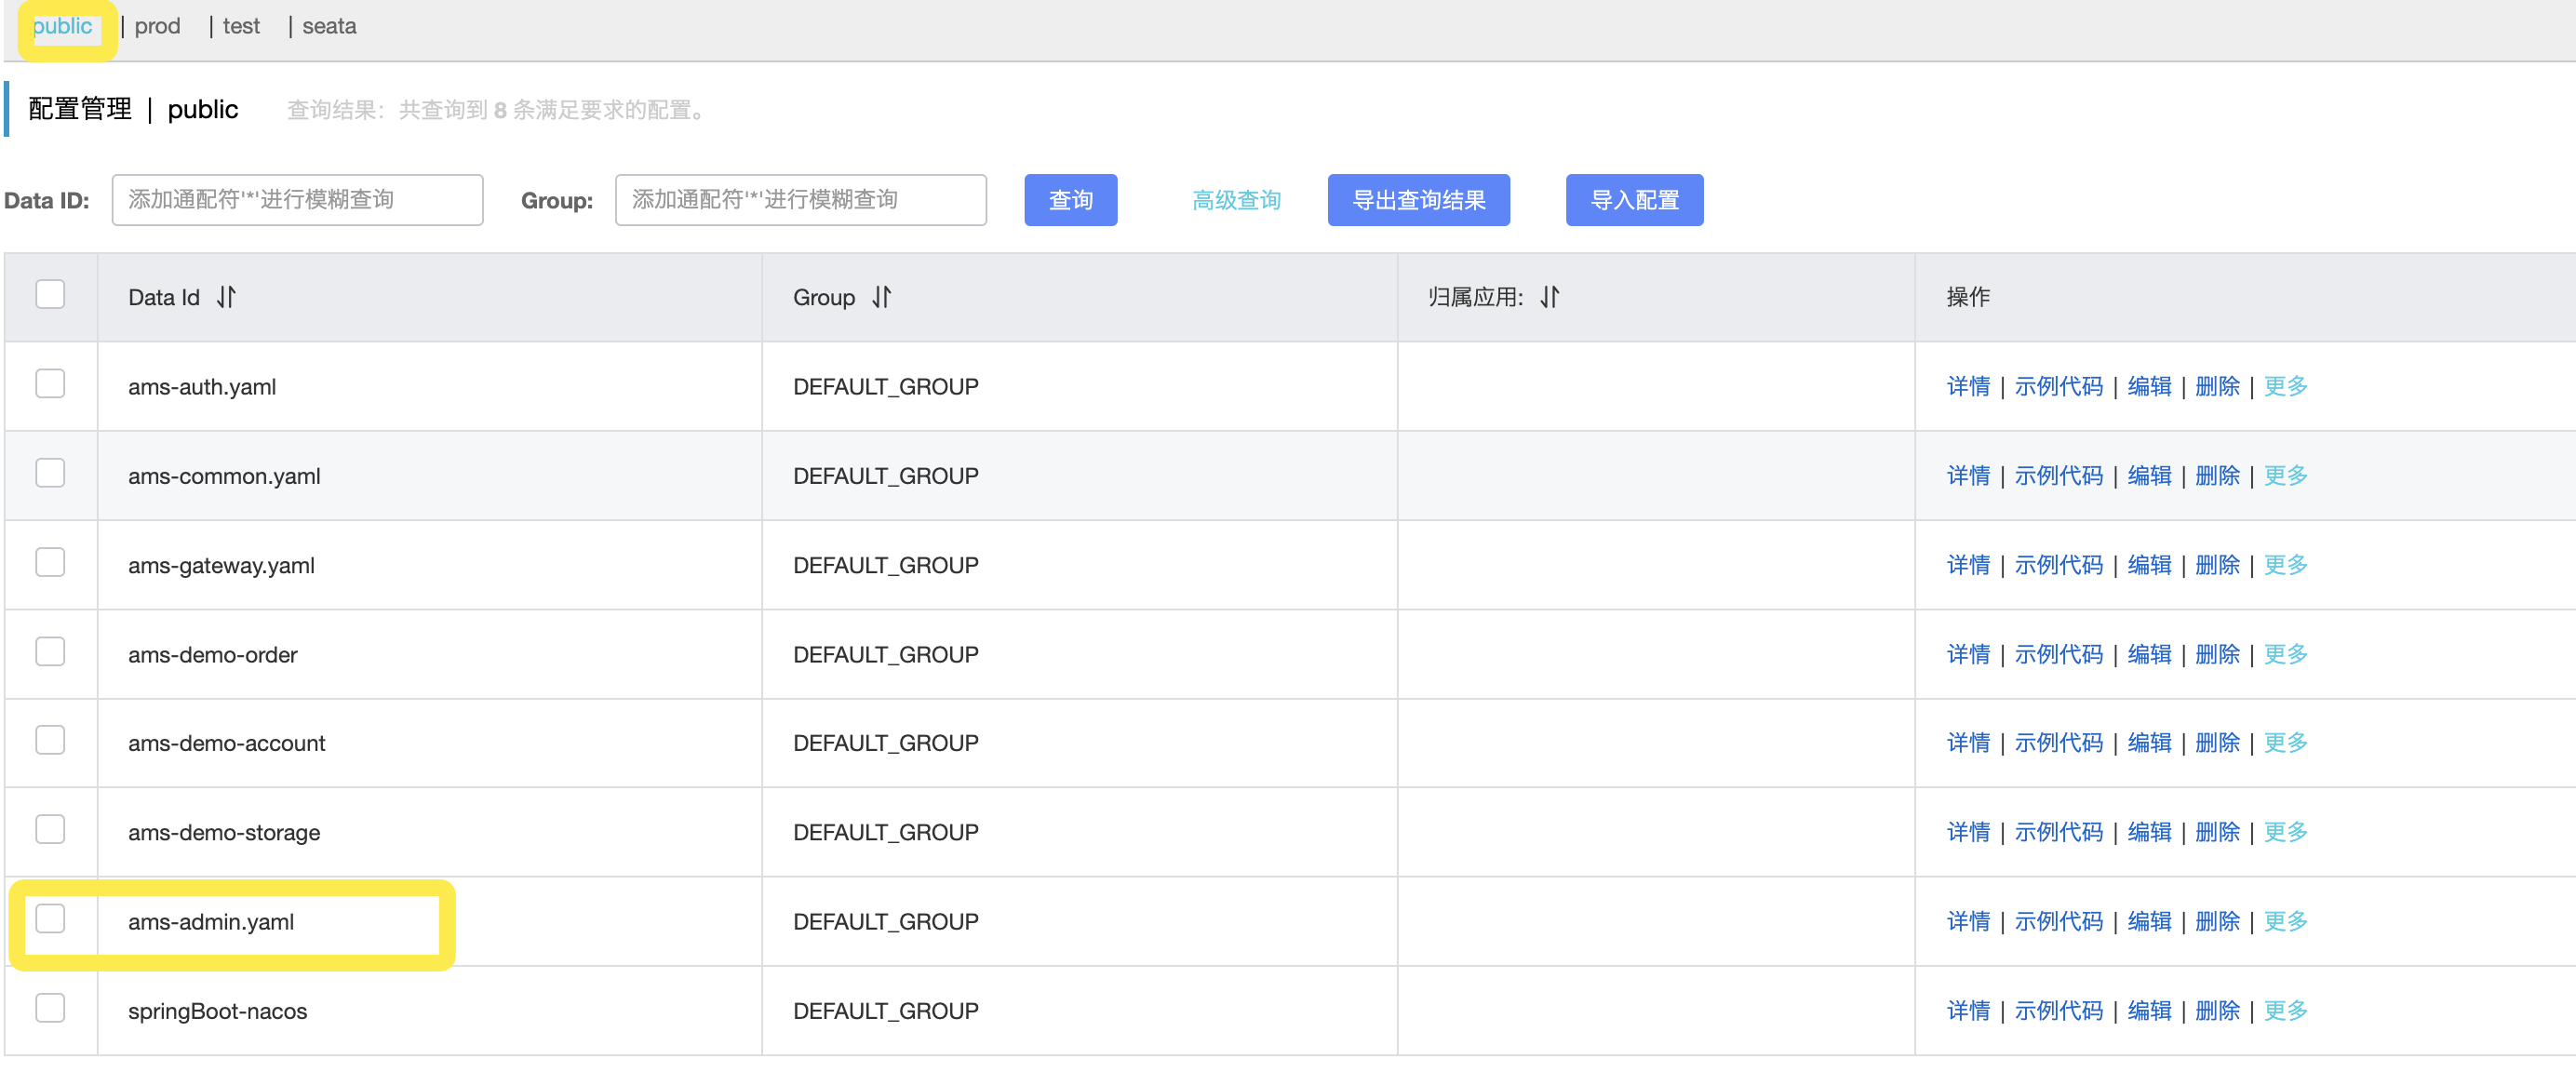 public | prod | test | seata
配置管理 | public 查询结果：共查询到 8 条满足要求的配置。
Data ID: 添加通配符'*'进行模糊查询 Group: 添加通配符'*'进行模糊查询 查询 高级查询 导出查询结果 导入配置
Data Id Group 归属应用: 操作
ams-auth.yaml DEFAULT_GROUP 详情 | 示例代码 | 编辑 | 删除 | 更多
ams-common.yaml DEFAULT_GROUP 详情 | 示例代码 | 编辑 | 删除 | 更多
ams-gateway.yaml DEFAULT_GROUP 详情 | 示例代码 | 编辑 | 删除 | 更多
ams-demo-order DEFAULT_GROUP 详情 | 示例代码 | 编辑 | 删除 | 更多
ams-demo-account DEFAULT_GROUP 详情 | 示例代码 | 编辑 | 删除 | 更多
ams-demo-storage DEFAULT_GROUP 详情 | 示例代码 | 编辑 | 删除 | 更多
ams-admin.yaml DEFAULT_GROUP 详情 | 示例代码 | 编辑 | 删除 | 更多
springBoot-nacos DEFAULT_GROUP 详情 | 示例代码 | 编辑 | 删除 | 更多